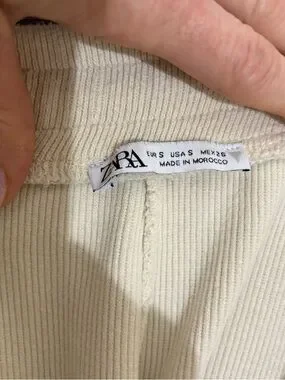 ZARA
EUR S USA S MEX 26
MADE IN MOROCCO